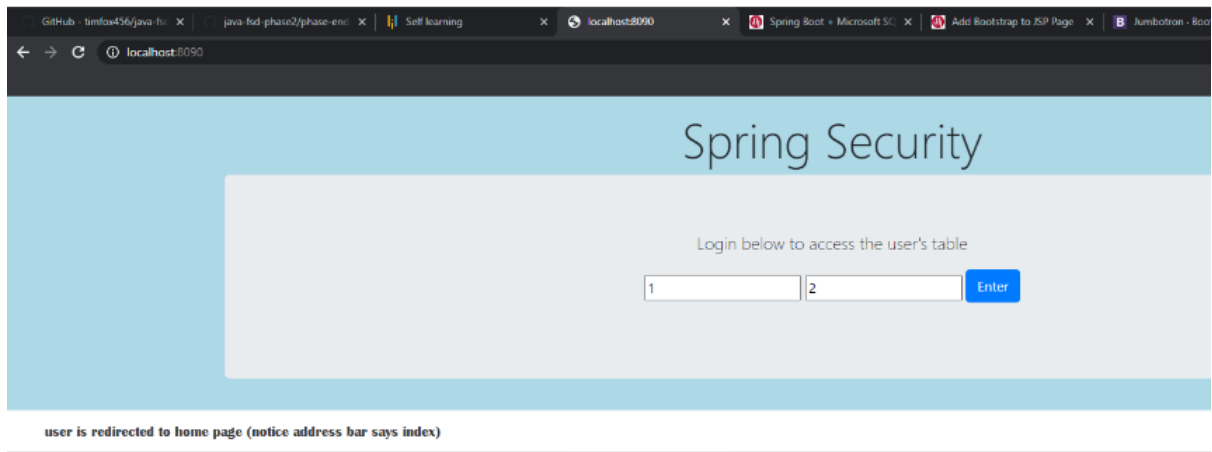 GitHub - timfox456/java-fsd
java-fsd-phase2/phase-end
Self learning
localhost:8090
Spring Boot + Microsoft SQ
Add Bootstrap to JSP Page
Jumbotron - Boo
localhost:8090
Spring Security
Login below to access the user's table
1 2 Enter
user is redirected to home page (notice address bar says index)